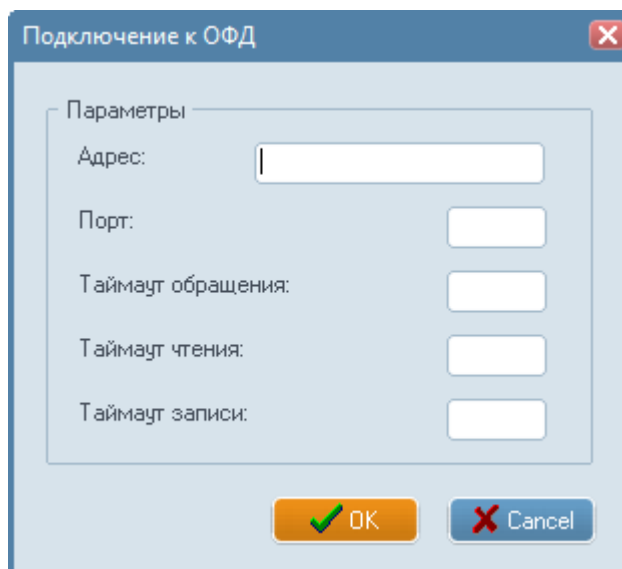 Подключение к ОФД
Параметры
Адрес:
Порт:
Таймаут обращения:
Таймаут чтения:
Таймаут записи:
OK
Cancel